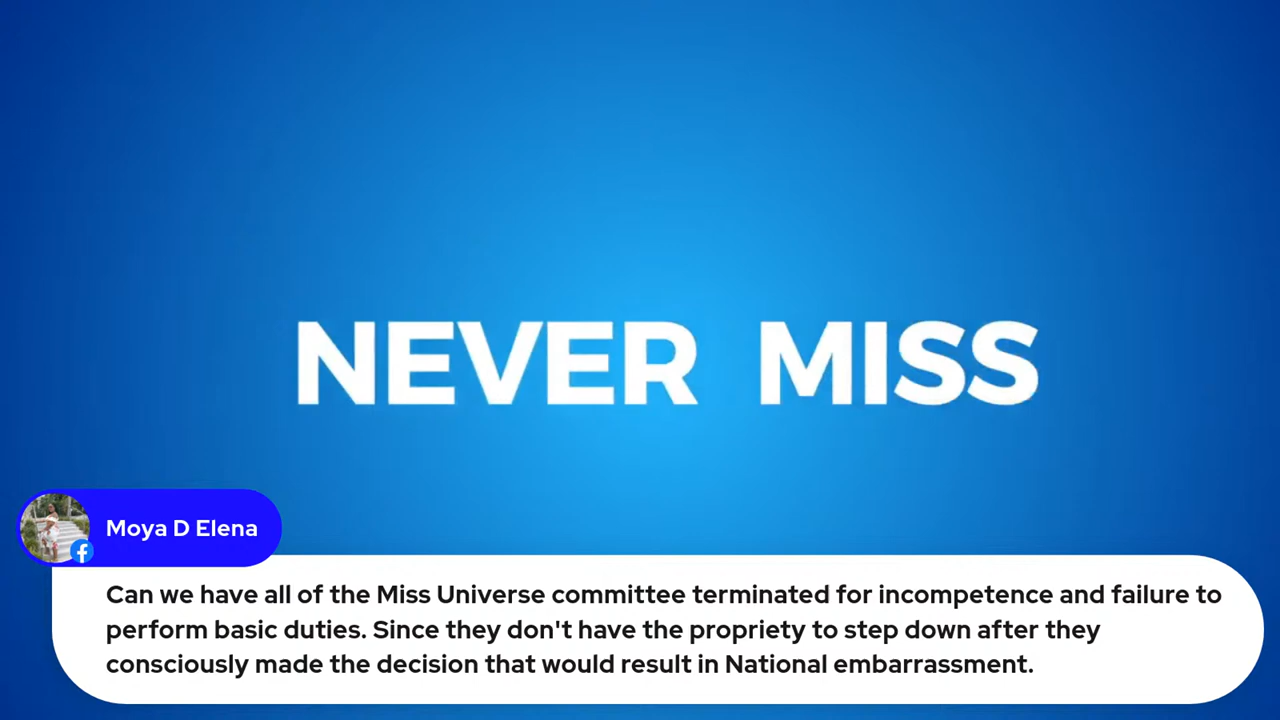 NEVER MISS
Moya D Elena
Can we have all of the Miss Universe committee terminated for incompetence and failure to
perform basic duties. Since they don't have the propriety to step down after they
consciously made the decision that would result in National embarrassment.